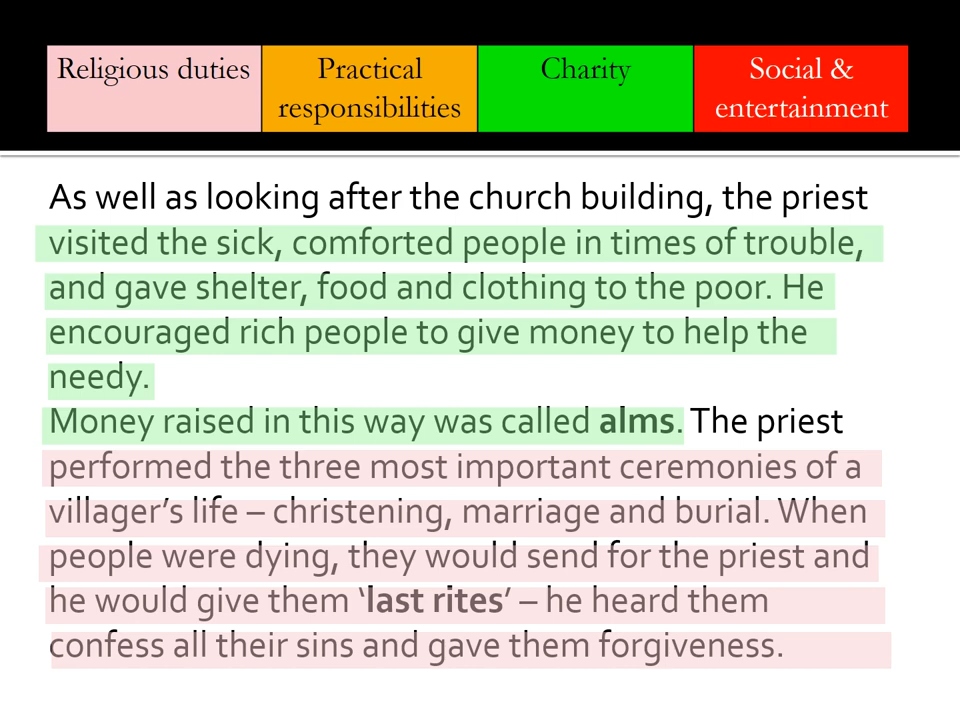 Religious duties
Practical responsibilities
Charity
Social & entertainment
As well as looking after the church building, the priest
visited the sick, comforted people in times of trouble,
and gave shelter, food and clothing to the poor. He
encouraged rich people to give money to help the
needy.
Money raised in this way was called alms. The priest
performed the three most important ceremonies of a
villager’s life – christening, marriage and burial. When
people were dying, they would send for the priest and
he would give them ‘last rites’ – he heard them
confess all their sins and gave them forgiveness.